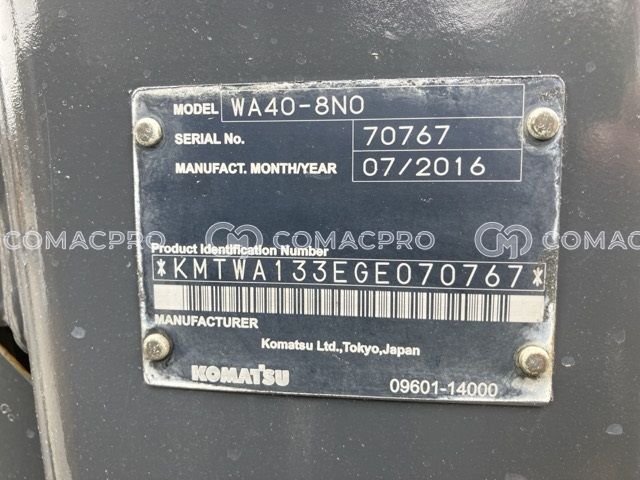 MODEL WA40-8N0
SERIAL No. 70767
MANUFACT. MONTH/YEAR 07/2016
COMACPRO COMACPRO COMACPRO
Product Identification Number
*KMTWA133EGE070767*
MANUFACTURER
Komatsu Ltd.,Tokyo,Japan
KOMATSU 09601-14000